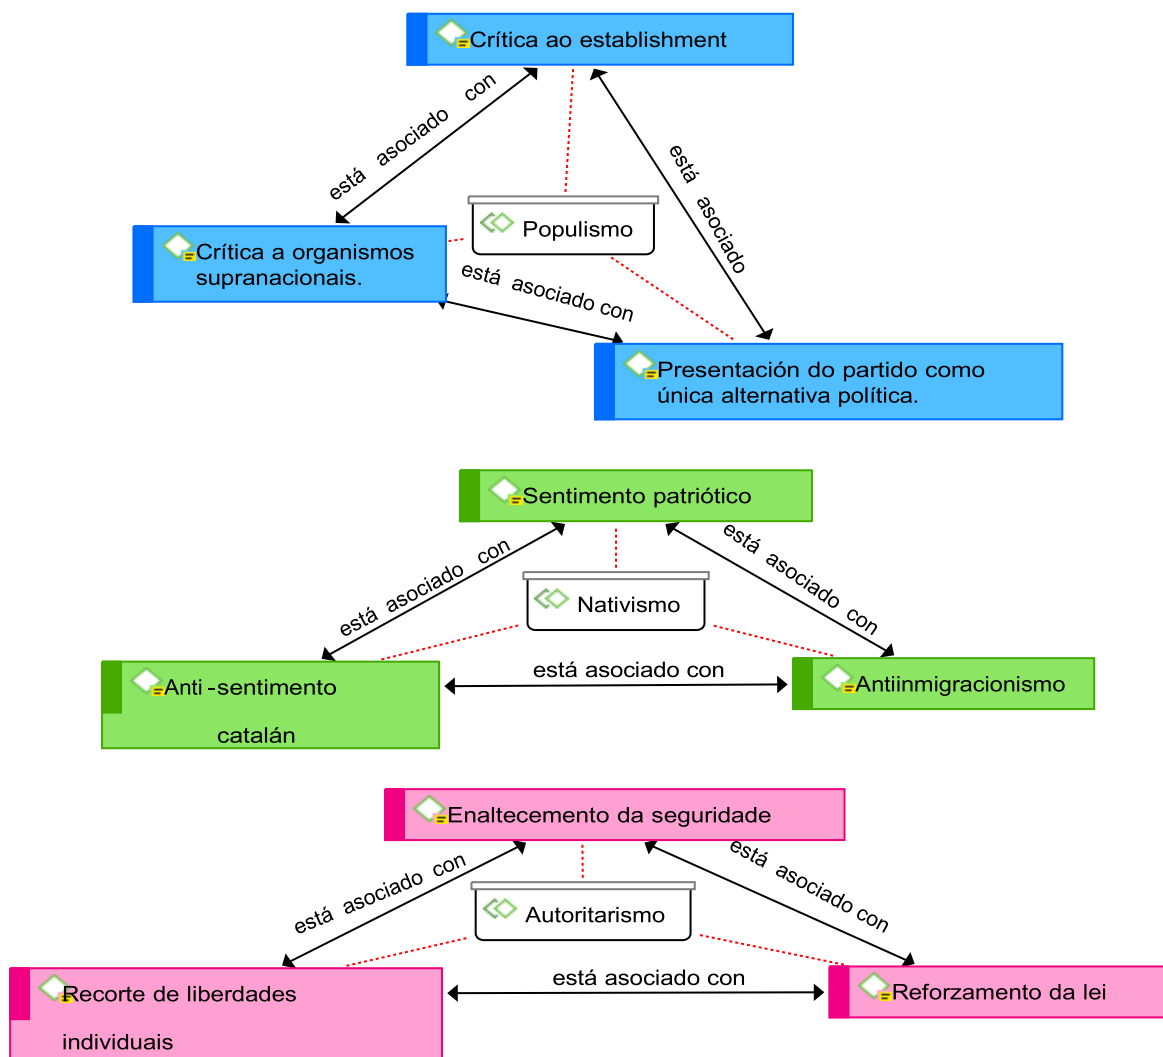 Crítica ao establishment
está asociado con
está asociado
Populismo
Crítica a organismos
supranacionais.
está asociado con
Presentación do partido como
única alternativa política.
Sentimento patriótico
está asociado con
está asociado con
Nativismo
Anti-sentimento
catalán
está asociado con
Antiinmigracionismo
Enaltecemento da seguridade
está asociado con
está asociado con
Autoritarismo
Recorte de liberdades
individuais
está asociado con
Reforzamento da lei